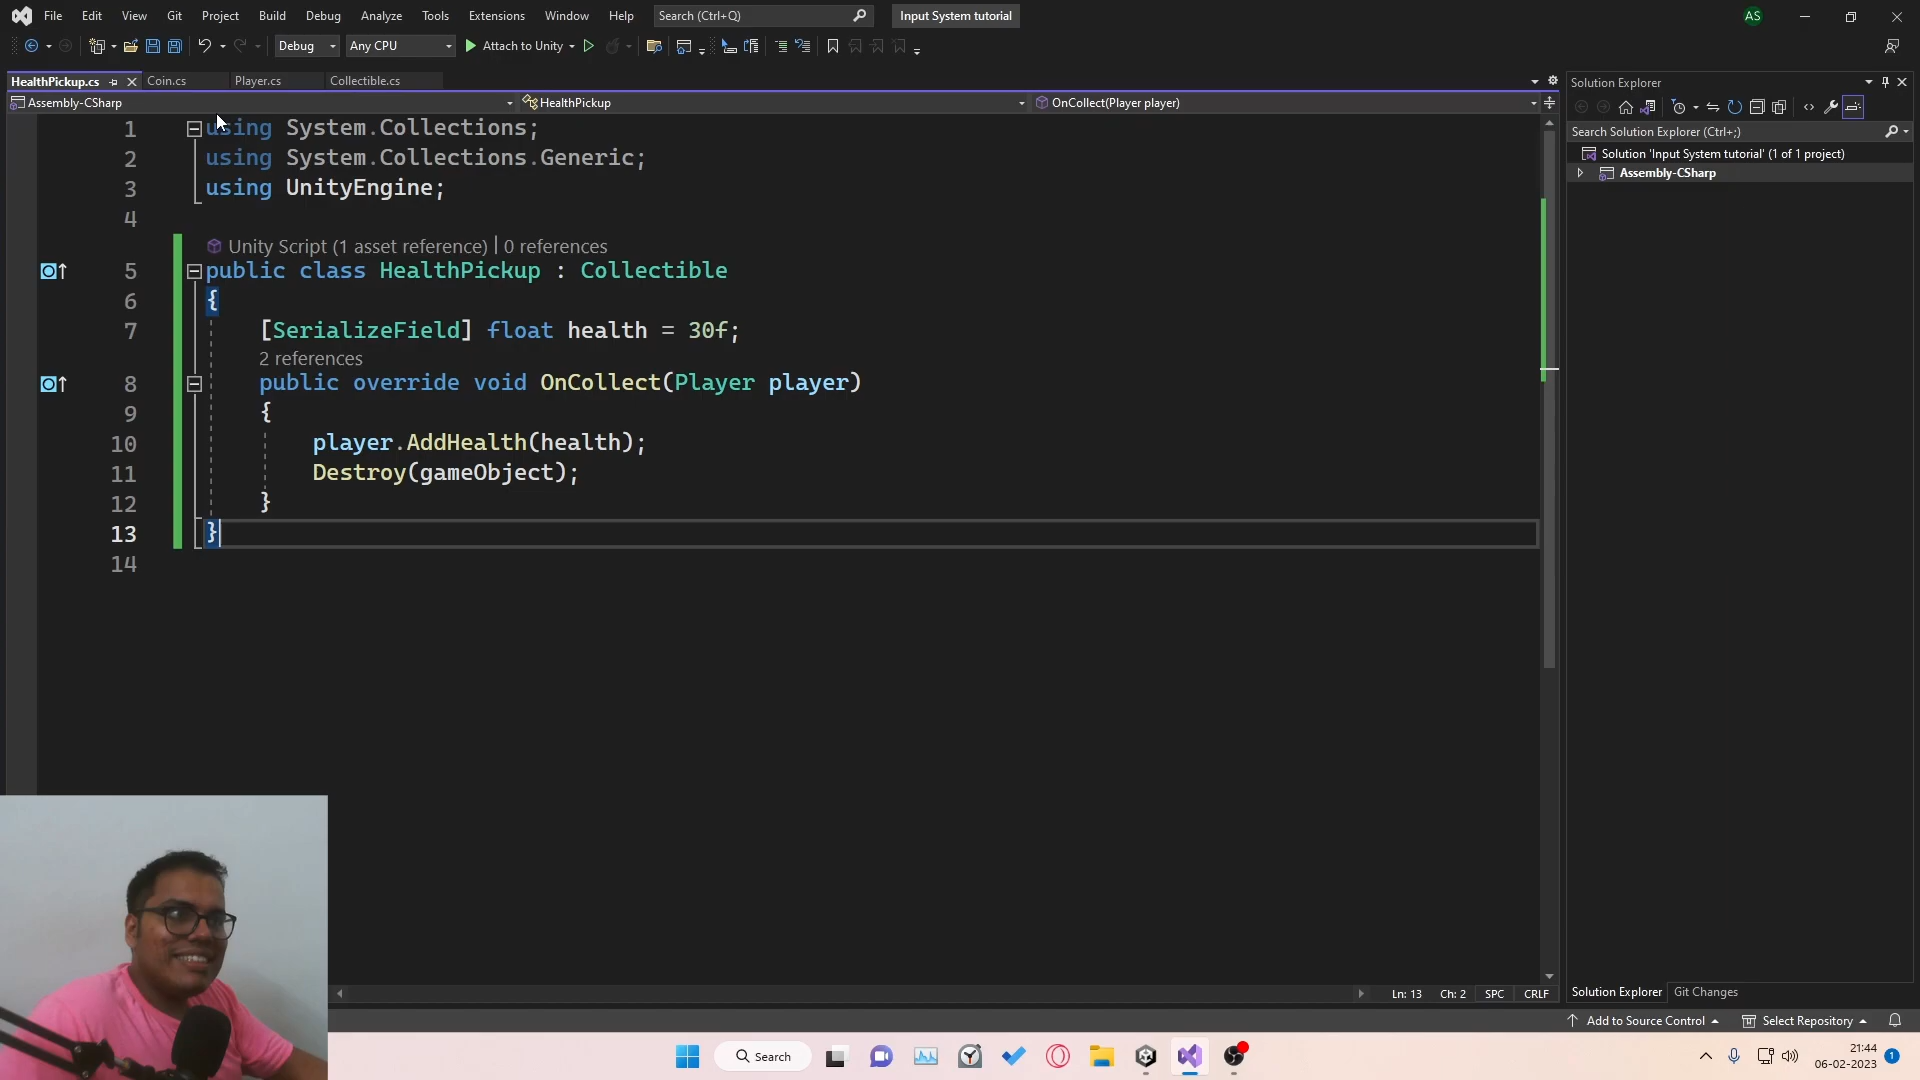 File Edit View Git Project Build Debug Analyze Tools Extensions Window Help Search (Ctrl+Q) Input System tutorial AS
Debug Any CPU Attach to Unity
HealthPickup.cs Coin.cs Player.cs Collectible.cs
Assembly-CSharp HealthPickup OnCollect(Player player)
1 using System.Collections;
2 using System.Collections.Generic;
3 using UnityEngine;
4
Unity Script (1 asset reference) | 0 references
5 public class HealthPickup : Collectible
6 {
7 [SerializeField] float health = 30f;
2 references
8 public override void OnCollect(Player player)
9 {
10 player.AddHealth(health);
11 Destroy(gameObject);
12 }
13 }
14
Ln: 13 Ch: 2 SPC CRLF
Solution Explorer
Search Solution Explorer (Ctrl+;)
Solution 'Input System tutorial' (1 of 1 project)
Assembly-CSharp
Solution Explorer Git Changes
Add to Source Control Select Repository
Search
21:44
06-02-2023
1